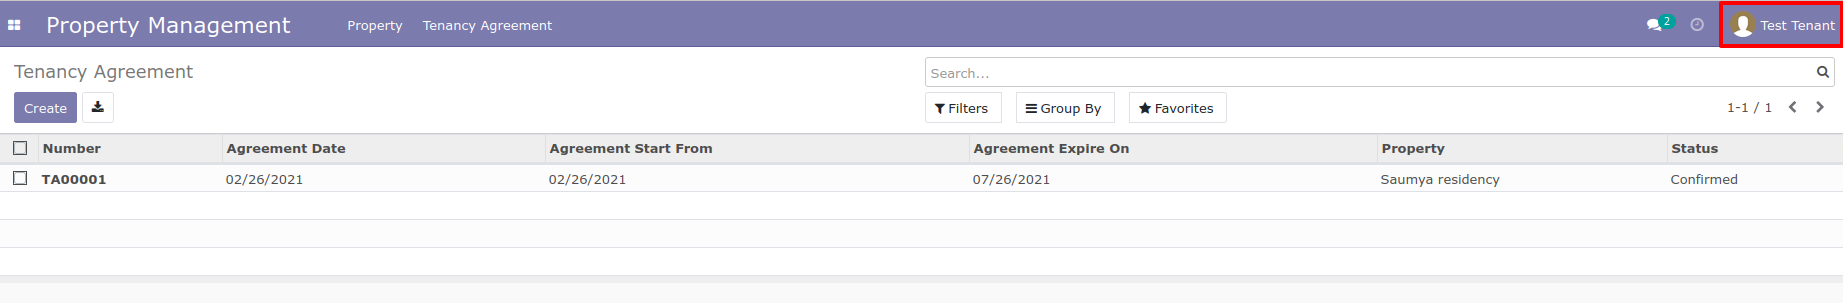 Property Management Property Tenancy Agreement 2 Test Tenant
Tenancy Agreement Search...
Create Filters Group By Favorites 1-1 / 1
Number Agreement Date Agreement Start From Agreement Expire On Property Status
TA00001 02/26/2021 02/26/2021 07/26/2021 Saumya residency Confirmed